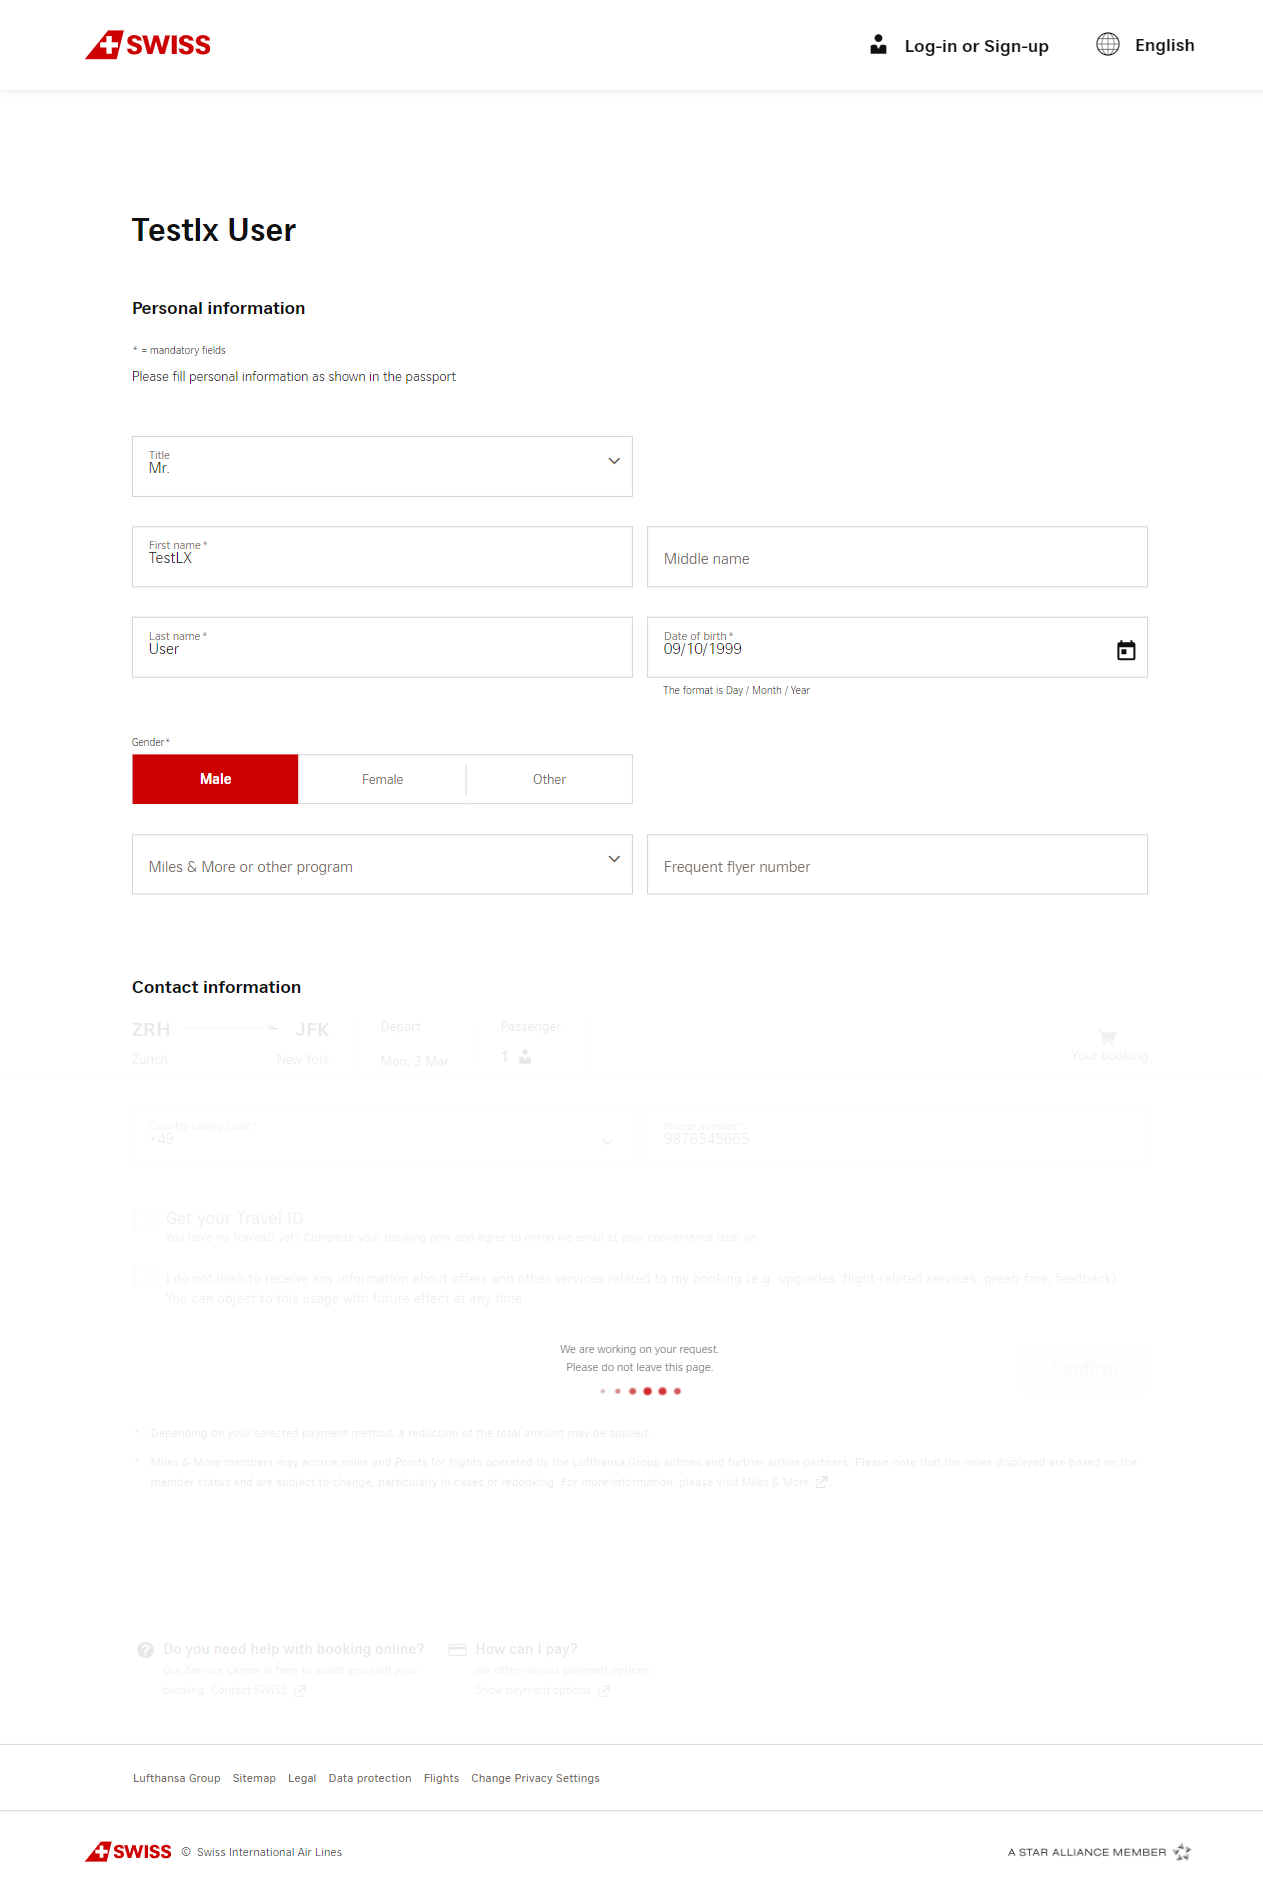 SWISS
Log-in or Sign-up
English
Testlx User
Personal information
* = mandatory fields
Please fill personal information as shown in the passport
Title
Mr.
First name *
TestLX
Middle name
Last name *
User
Date of birth *
09/10/1999
The format is Day / Month / Year
Gender*
Male
Female
Other
Miles & More or other program
Frequent flyer number
Contact information
ZRH
JFK
Depart
Passenger
Zurich
New York
Mon, 3 Mar
1
Your booking
Country calling code *
+49
Phone number *
9876545665
Get your Travel ID
You have no TravelID yet? Complete your booking now and agree to enroll via email at your convenience later on.
I do not wish to receive any information about offers and other services related to my booking (e.g. upgrades, flight-related services, green-fare, feedback).
You can object to this usage with future effect at any time.
We are working on your request.
Please do not leave this page.
Confirm
* Depending on your selected payment method, a reduction of the total amount may be applied.
* Miles & More members may accrue miles and Points for flights operated by the Lufthansa Group airlines and further airline partners. Please note that the miles displayed are based on the
member status and are subject to change, particularly in cases of rebooking. For more information, please visit Miles & More
Do you need help with booking online?
Our Service Center is here to assist you with your
booking. Contact SWISS
How can I pay?
We offer various payment options.
Show payment options
Lufthansa Group
Sitemap
Legal
Data protection
Flights
Change Privacy Settings
SWISS
© Swiss International Air Lines
A STAR ALLIANCE MEMBER